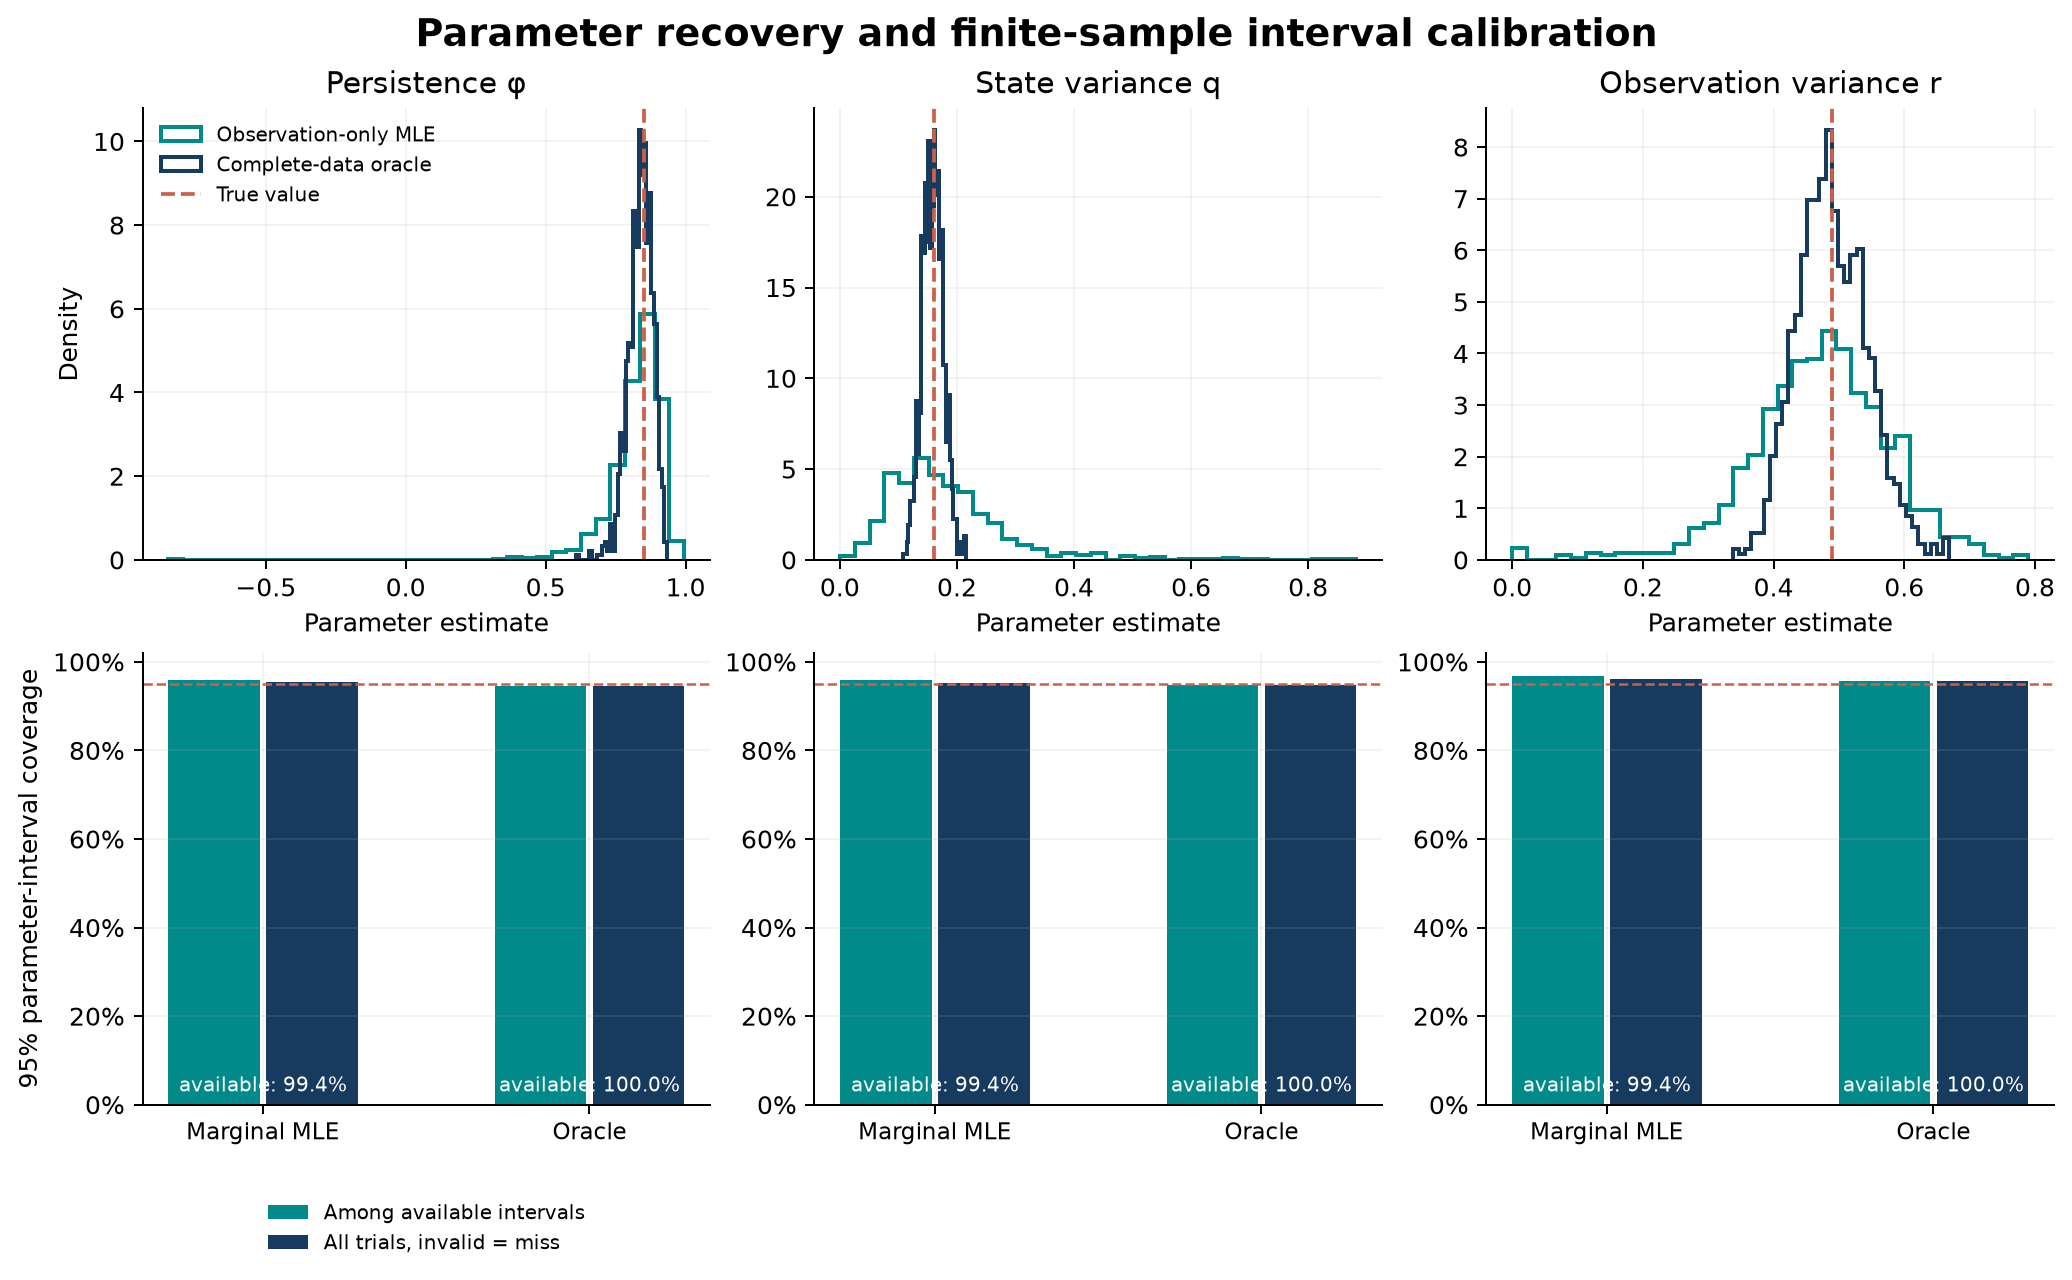 Parameter recovery and finite-sample interval calibration
Persistence φ
State variance q
Observation variance r
Observation-only MLE
Complete-data oracle
True value
Density
10
8
6
4
2
0
−0.5
0.0
0.5
1.0
Parameter estimate
20
15
10
5
0
0.0
0.2
0.4
0.6
0.8
Parameter estimate
8
7
6
5
4
3
2
1
0
0.0
0.2
0.4
0.6
0.8
Parameter estimate
95% parameter-interval coverage
100%
80%
60%
40%
20%
0%
available: 99.4%
available: 100.0%
Marginal MLE
Oracle
100%
80%
60%
40%
20%
0%
available: 99.4%
available: 100.0%
Marginal MLE
Oracle
100%
80%
60%
40%
20%
0%
available: 99.4%
available: 100.0%
Marginal MLE
Oracle
Among available intervals
All trials, invalid = miss